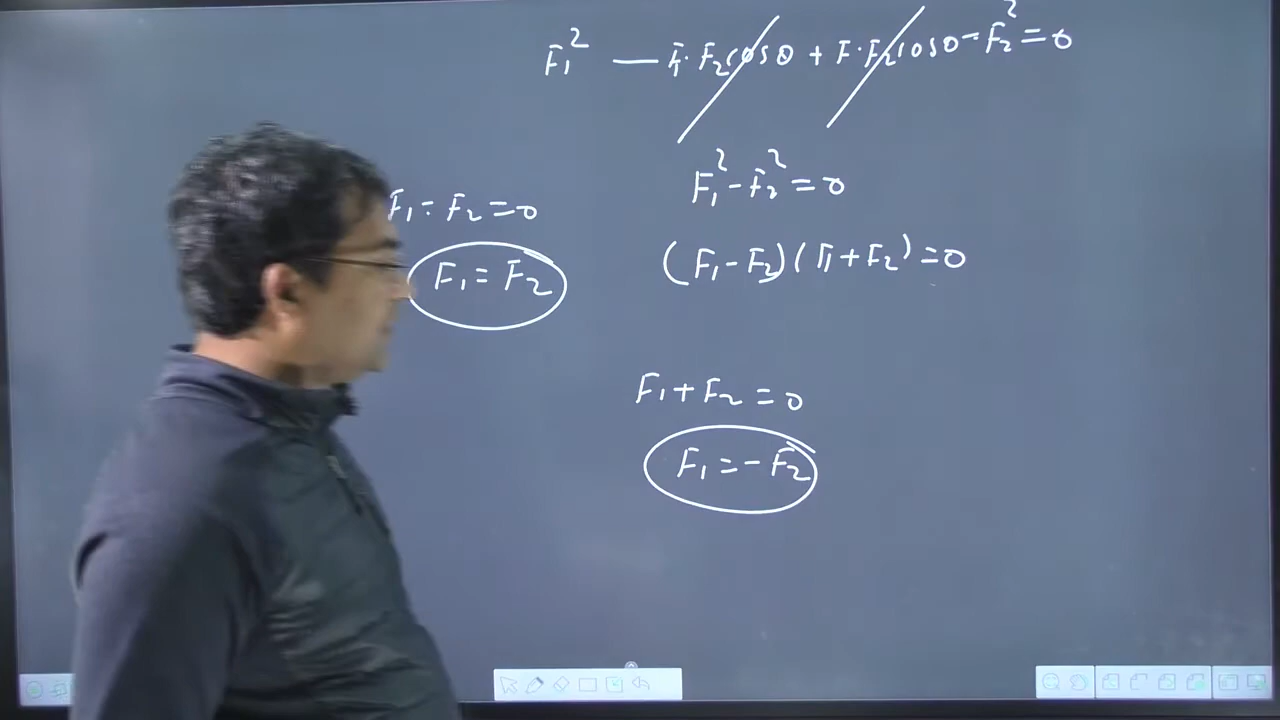 F₁² — F₁·F₂cosθ + F·F₂cosθ - F₂² = 0
F₁² - F₂² = 0
(F₁ - F₂)(F₁ + F₂) = 0
F₁ - F₂ = 0
F₁ = F₂
F₁ + F₂ = 0
F₁ = - F₂